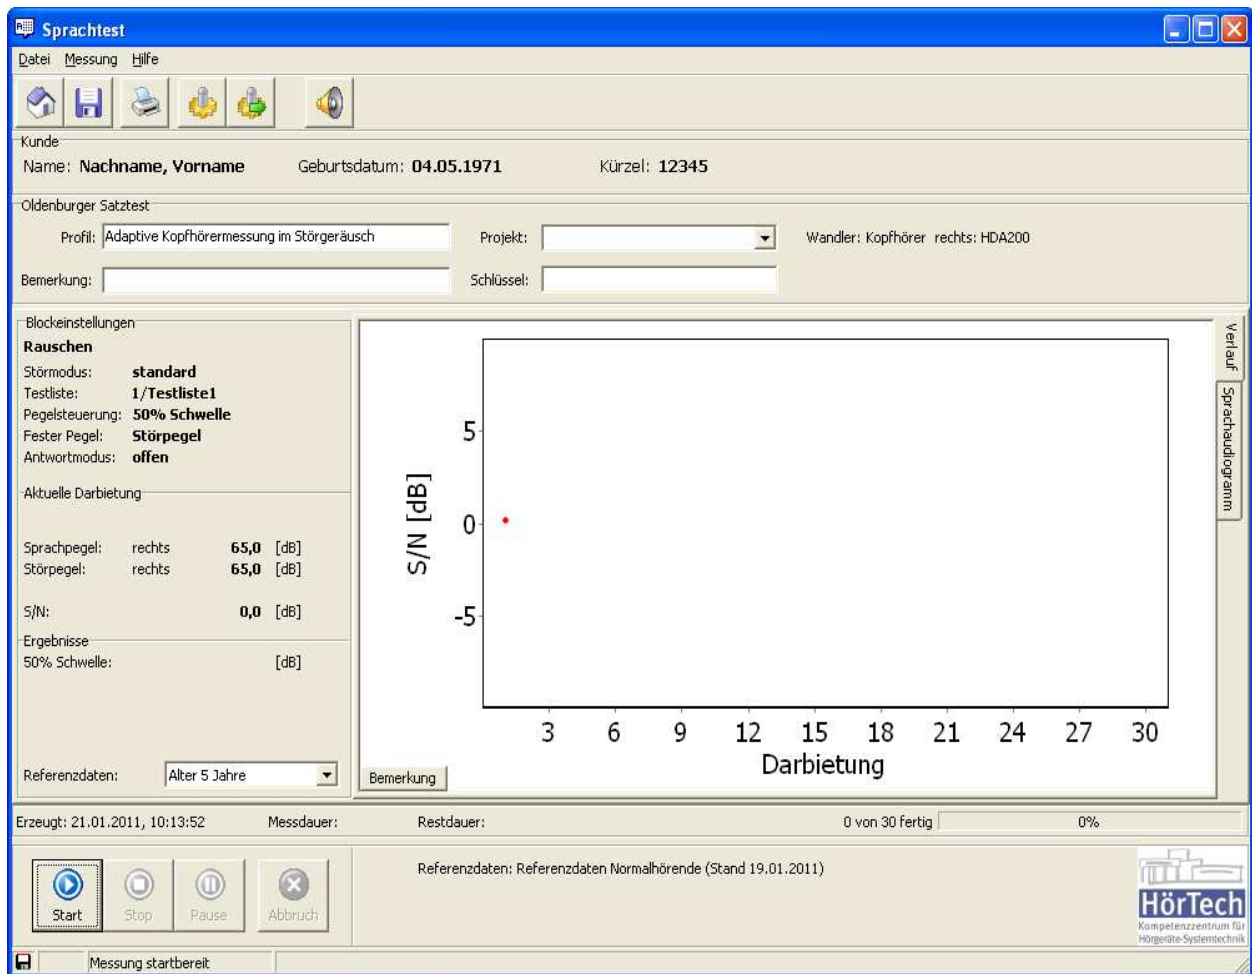 Sprachtest
Datei Messung Hilfe
Kunde
Name: Nachname, Vorname Geburtsdatum: 04.05.1971 Kürzel: 12345
Oldenburger Satztest
Profil: Adaptive Kopfhörermessung im Störgeräusch Projekt: Wandler: Kopfhörer rechts: HDA200
Bemerkung: Schlüssel:
Blockeinstellungen
Rauschen
Störmodus: standard
Testliste: 1/Testliste1
Pegelsteuerung: 50% Schwelle
Fester Pegel: Störpegel
Antwortmodus: offen
Aktuelle Darbietung
Sprachpegel: rechts 65,0 [dB]
Störpegel: rechts 65,0 [dB]
S/N: 0,0 [dB]
Ergebnisse
50% Schwelle: [dB]
Referenzdaten: Alter 5 Jahre
S/N [dB]
5
0
-5
3 6 9 12 15 18 21 24 27 30
Darbietung
Bemerkung
Verlauf
Sprachaudiogramm
Erzeugt: 21.01.2011, 10:13:52 Messdauer: Restdauer: 0 von 30 fertig 0%
Start Stop Pause Abbruch
Referenzdaten: Referenzdaten Normalhörende (Stand 19.01.2011)
HörTech
Kompetenzzentrum für
Hörgeräte-Systemtechnik
Messung startbereit